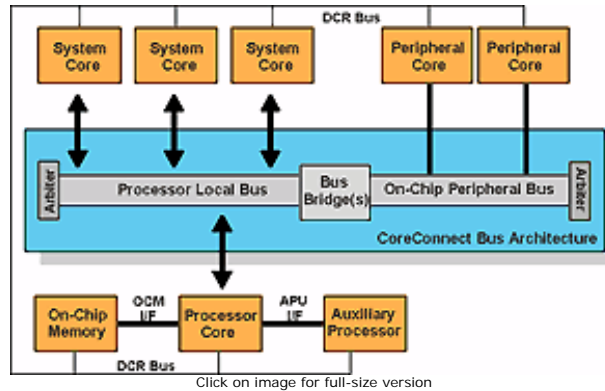 DCR Bus
System
Core
System
Core
System
Core
Peripheral
Core
Peripheral
Core
Arbiter
Processor Local Bus
Bus
Bridge(s)
On-Chip Peripheral Bus
Arbiter
CoreConnect Bus Architecture
On-Chip
Memory
OCM
I/F
Processor
Core
APU
I/F
Auxiliary
Processor
DCR Bus
Click on image for full-size version